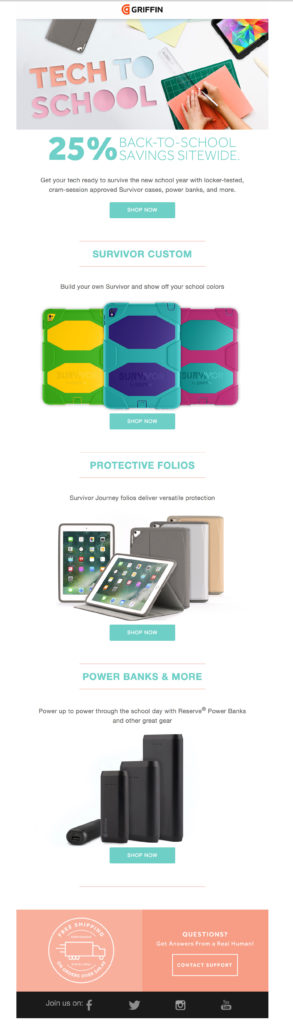 GRIFFIN
TECH TO
SCHOOL
25% BACK-TO-SCHOOL
SAVINGS SITEWIDE.
Get your tech ready to survive the new school year with locker-tested,
cram-session approved Survivor cases, power banks, and more.
SHOP NOW
SURVIVOR CUSTOM
Build your own Survivor and show off your school colors
SURVIVOR
SHOP NOW
PROTECTIVE FOLIOS
Survivor Journey folios deliver versatile protection
SHOP NOW
POWER BANKS & MORE
Power up to power through the school day with Reserve® Power Banks
and other great gear
SHOP NOW
FREE SHIPPING
QUESTIONS?
Get Answers From a Real Human!
CONTACT SUPPORT
Join us on:
You
Tube